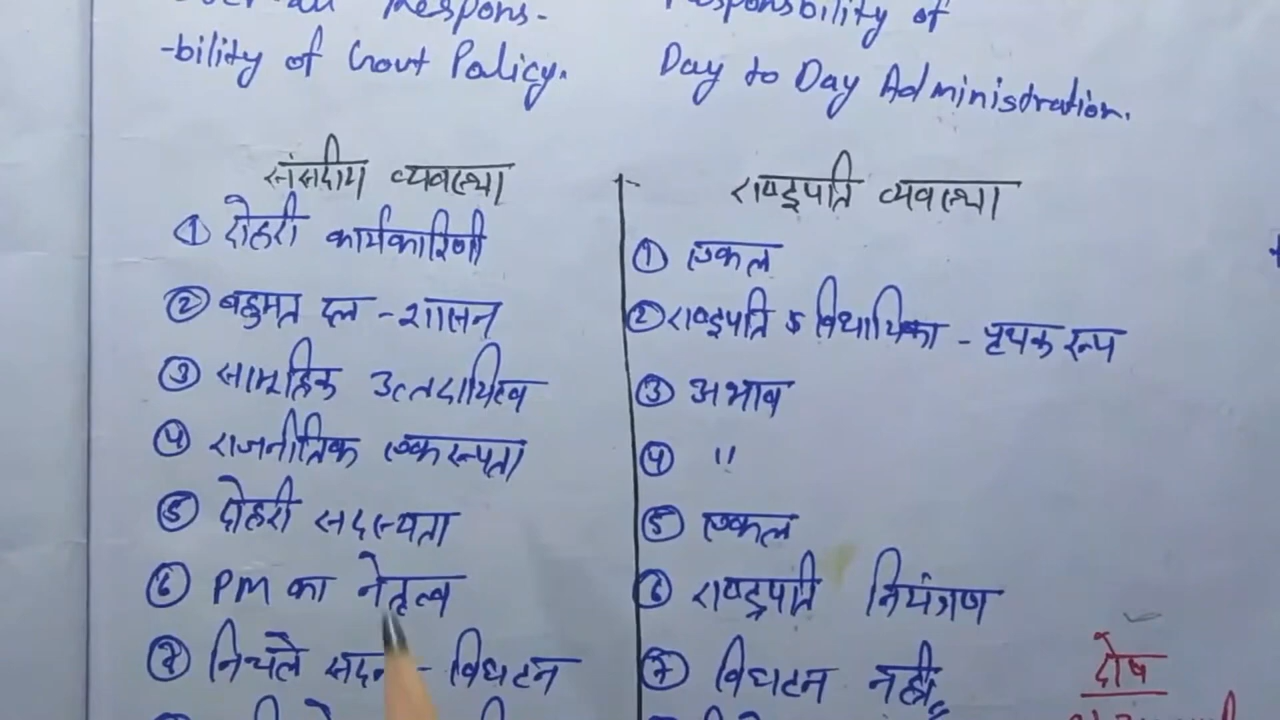 Respons-
-bility of Govt Policy.
Responsbility of
Day to Day Administration.
संसदीय व्यवस्था
① दोहरी कार्यकारिणी
② बहुमत दल - शासन
③ सामूहिक उत्तदायित्व
④ राजनीतिक एकरूपता
⑤ दोहरी सदस्यता
⑥ PM का नेतृत्व
⑦ निचले सदन - विघटन
राष्ट्रपति व्यवस्था
① एकल
② राष्ट्रपति & विधायिका - पृथक रूप
③ अभाव
④ "
⑤ एकल
⑥ राष्ट्रपति नियंत्रण
⑦ विघटन नहीं
दोष